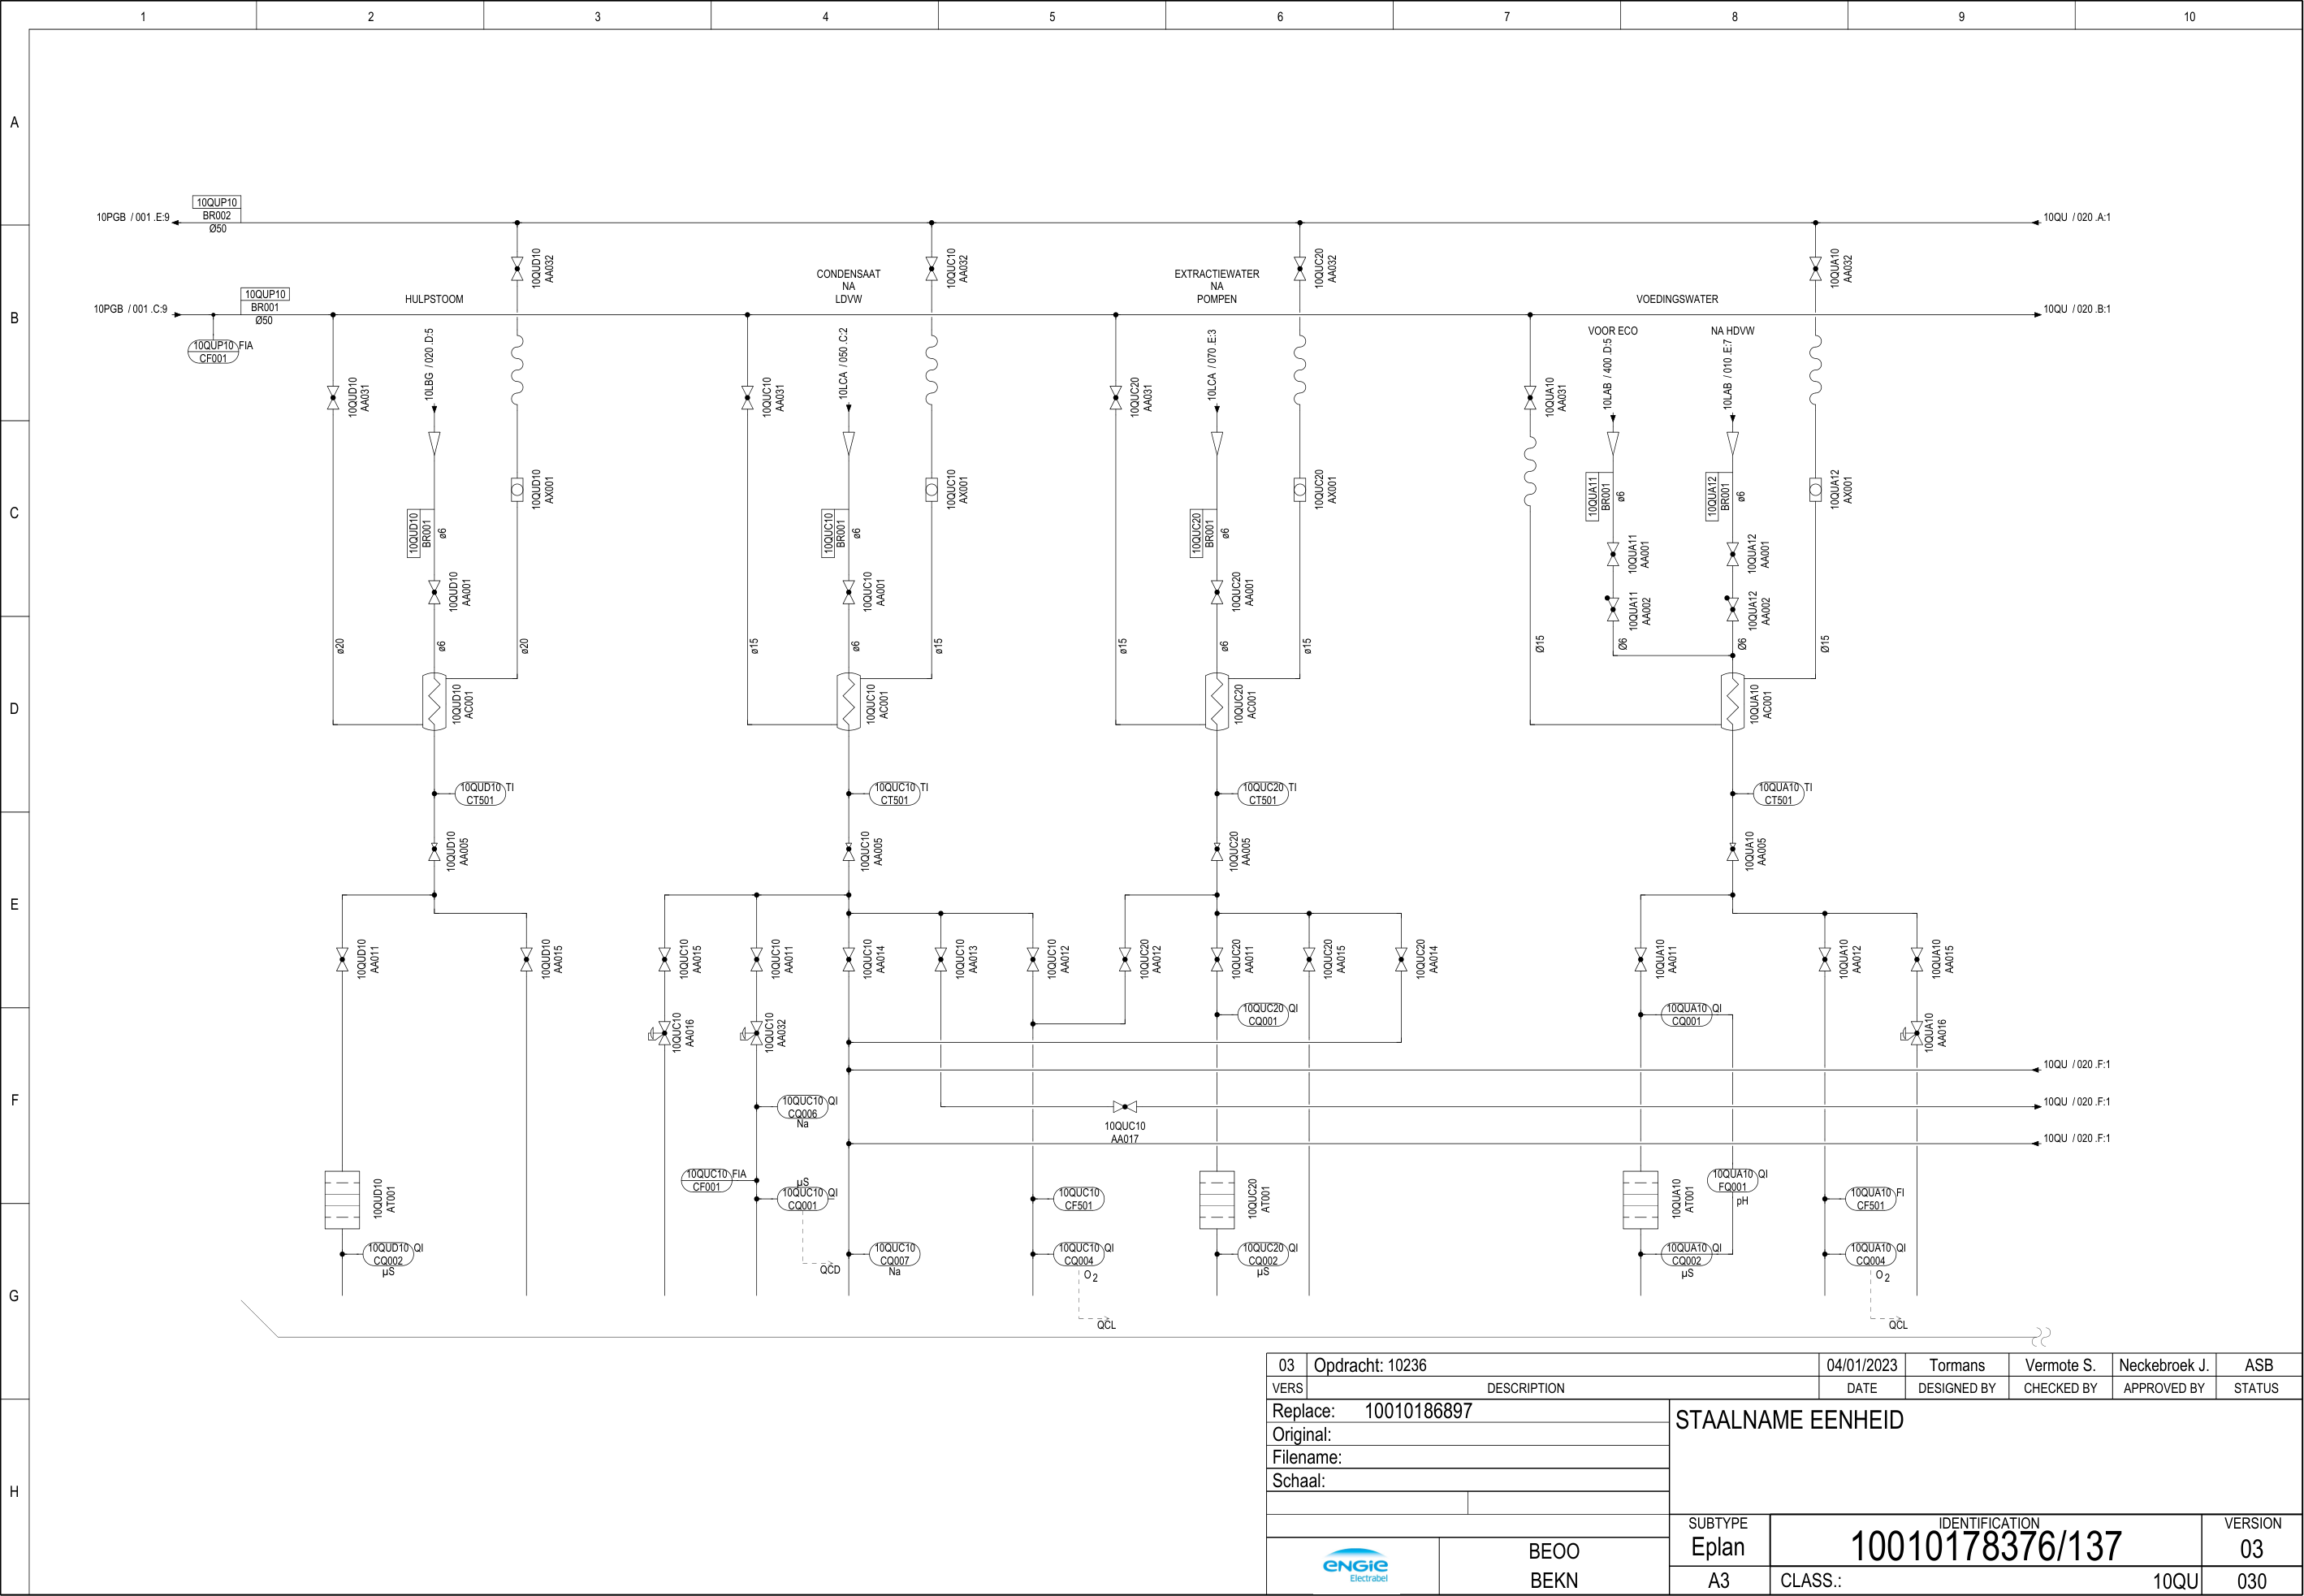 1 2 3 4 5 6 7 8 9 10
A
B
C
D
E
F
G
H
10QUP10
BR002
Ø50
10PGB / 001 .E:9
10QU / 020 .A:1
10QUD10
AA032
10QUC10
AA032
10QUC20
AA032
10QUA10
AA032
CONDENSAAT
NA
LDVW
EXTRACTIEWATER
NA
POMPEN
HULPSTOOM
VOEDINGSWATER
10QUP10
BR001
Ø50
10PGB / 001 .C:9
10QU / 020 .B:1
10QUP10 FIA
CF001
VOOR ECO
NA HDVW
10QUD10
AA031
10LBG / 020 .D:5
10QUC10
AA031
10LCA / 050 .C:2
10QUC20
AA031
10LCA / 070 .E:3
10QUA10
AA031
10LAB / 400 .D:5
10LAB / 010 .E:7
10QUD10
AX001
10QUC10
AX001
10QUC20
AX001
10QUA12
AX001
10QUD10
BR001
ø6
10QUC10
BR001
ø6
10QUC20
BR001
ø6
10QUA11
BR001
ø6
10QUA12
BR001
ø6
10QUD10
AA001
10QUC10
AA001
10QUC20
AA001
10QUA11
AA001
10QUA12
AA001
10QUA11
AA002
10QUA12
AA002
ø20
ø6
ø20
ø15
ø6
ø15
ø15
ø6
ø15
Ø15
Ø6
Ø6
Ø15
10QUD10
AC001
10QUC10
AC001
10QUC20
AC001
10QUA10
AC001
10QUD10 TI
CT501
10QUC10 TI
CT501
10QUC20 TI
CT501
10QUA10 TI
CT501
10QUD10
AA005
10QUC10
AA005
10QUC20
AA005
10QUA10
AA005
10QUD10
AA011
10QUD10
AA015
10QUC10
AA015
10QUC10
AA011
10QUC10
AA014
10QUC10
AA013
10QUC10
AA012
10QUC20
AA012
10QUC20
AA011
10QUC20
AA015
10QUC20
AA014
10QUA10
AA011
10QUA10
AA012
10QUA10
AA015
10QUC10
AA016
10QUC10
AA032
10QUC20 QI
CQ001
10QUA10 QI
CQ001
10QUA10
AA016
10QU / 020 .F:1
10QUC10 QI
CQ006
Na
10QU / 020 .F:1
10QUC10
AA017
10QU / 020 .F:1
10QUC10 FIA
CF001
µS
10QUC10 QI
CQ001
QCD
10QUD10
AT001
10QUC20
AT001
10QUA10
AT001
10QUA10 QI
FQ001
pH
10QUC10
CF501
10QUA10 FI
CF501
10QUD10 QI
CQ002
µS
10QUC10
CQ007
Na
10QUC10 QI
CQ004
O2
QCL
10QUC20 QI
CQ002
µS
10QUA10 QI
CQ002
µS
10QUA10 QI
CQ004
O2
QCL
03 Opdracht: 10236 04/01/2023 Tormans Vermote S. Neckebroek J. ASB
VERS DESCRIPTION DATE DESIGNED BY CHECKED BY APPROVED BY STATUS
Replace: 10010186897
Original:
Filename:
Schaal:
STAALNAME EENHEID
ENGIE
Electrabel
BEOO
BEKN
SUBTYPE
Eplan
A3
IDENTIFICATION
10010178376/137
CLASS.: 10QU
VERSION
03
030